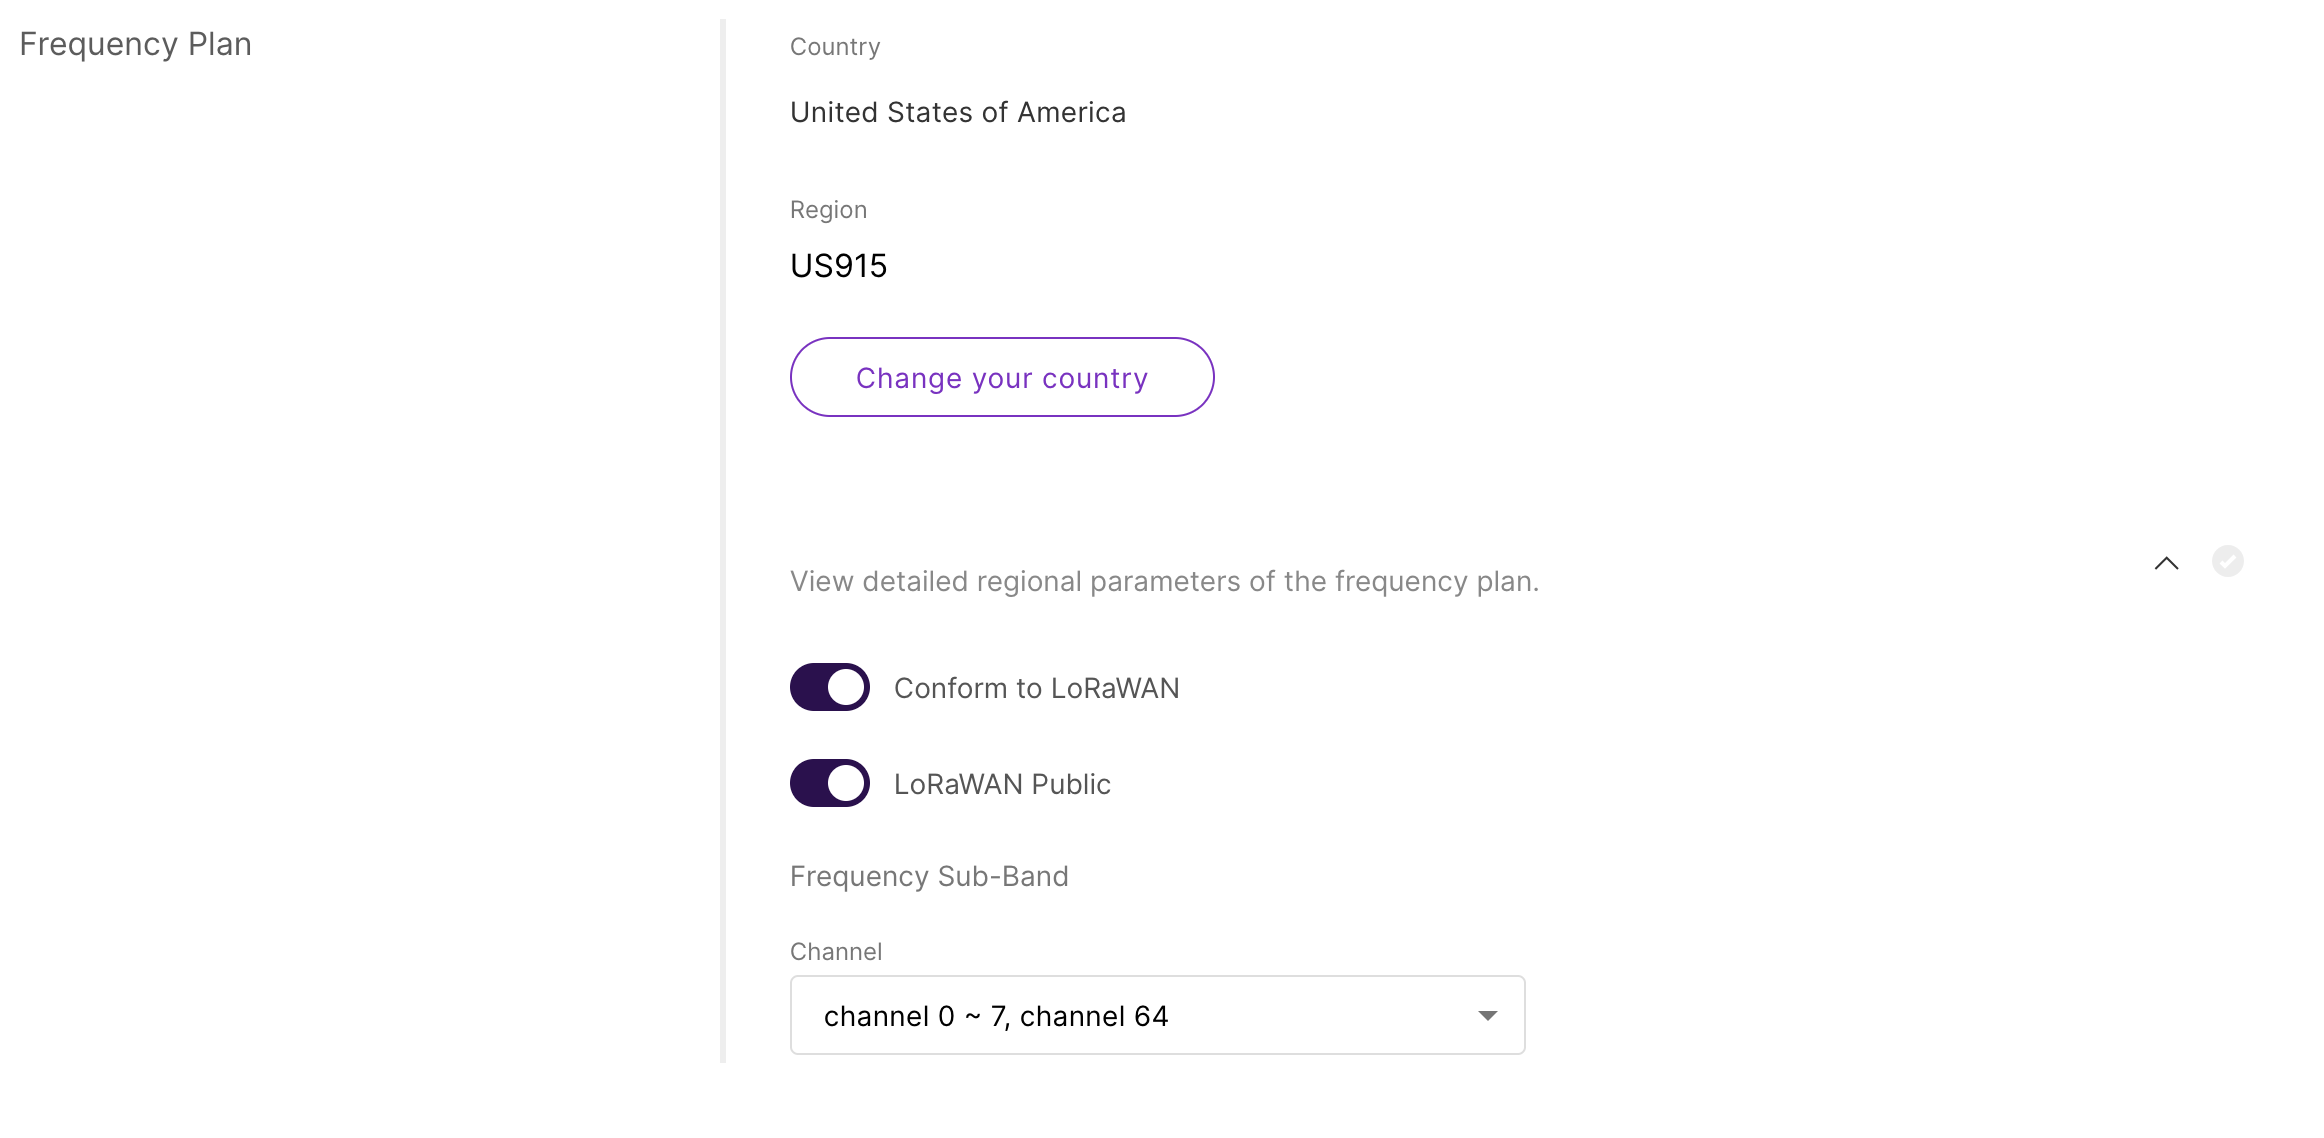 Frequency Plan
Country
United States of America
Region
US915
Change your country
View detailed regional parameters of the frequency plan.
Conform to LoRaWAN
LoRaWAN Public
Frequency Sub-Band
Channel
channel 0 ~ 7, channel 64